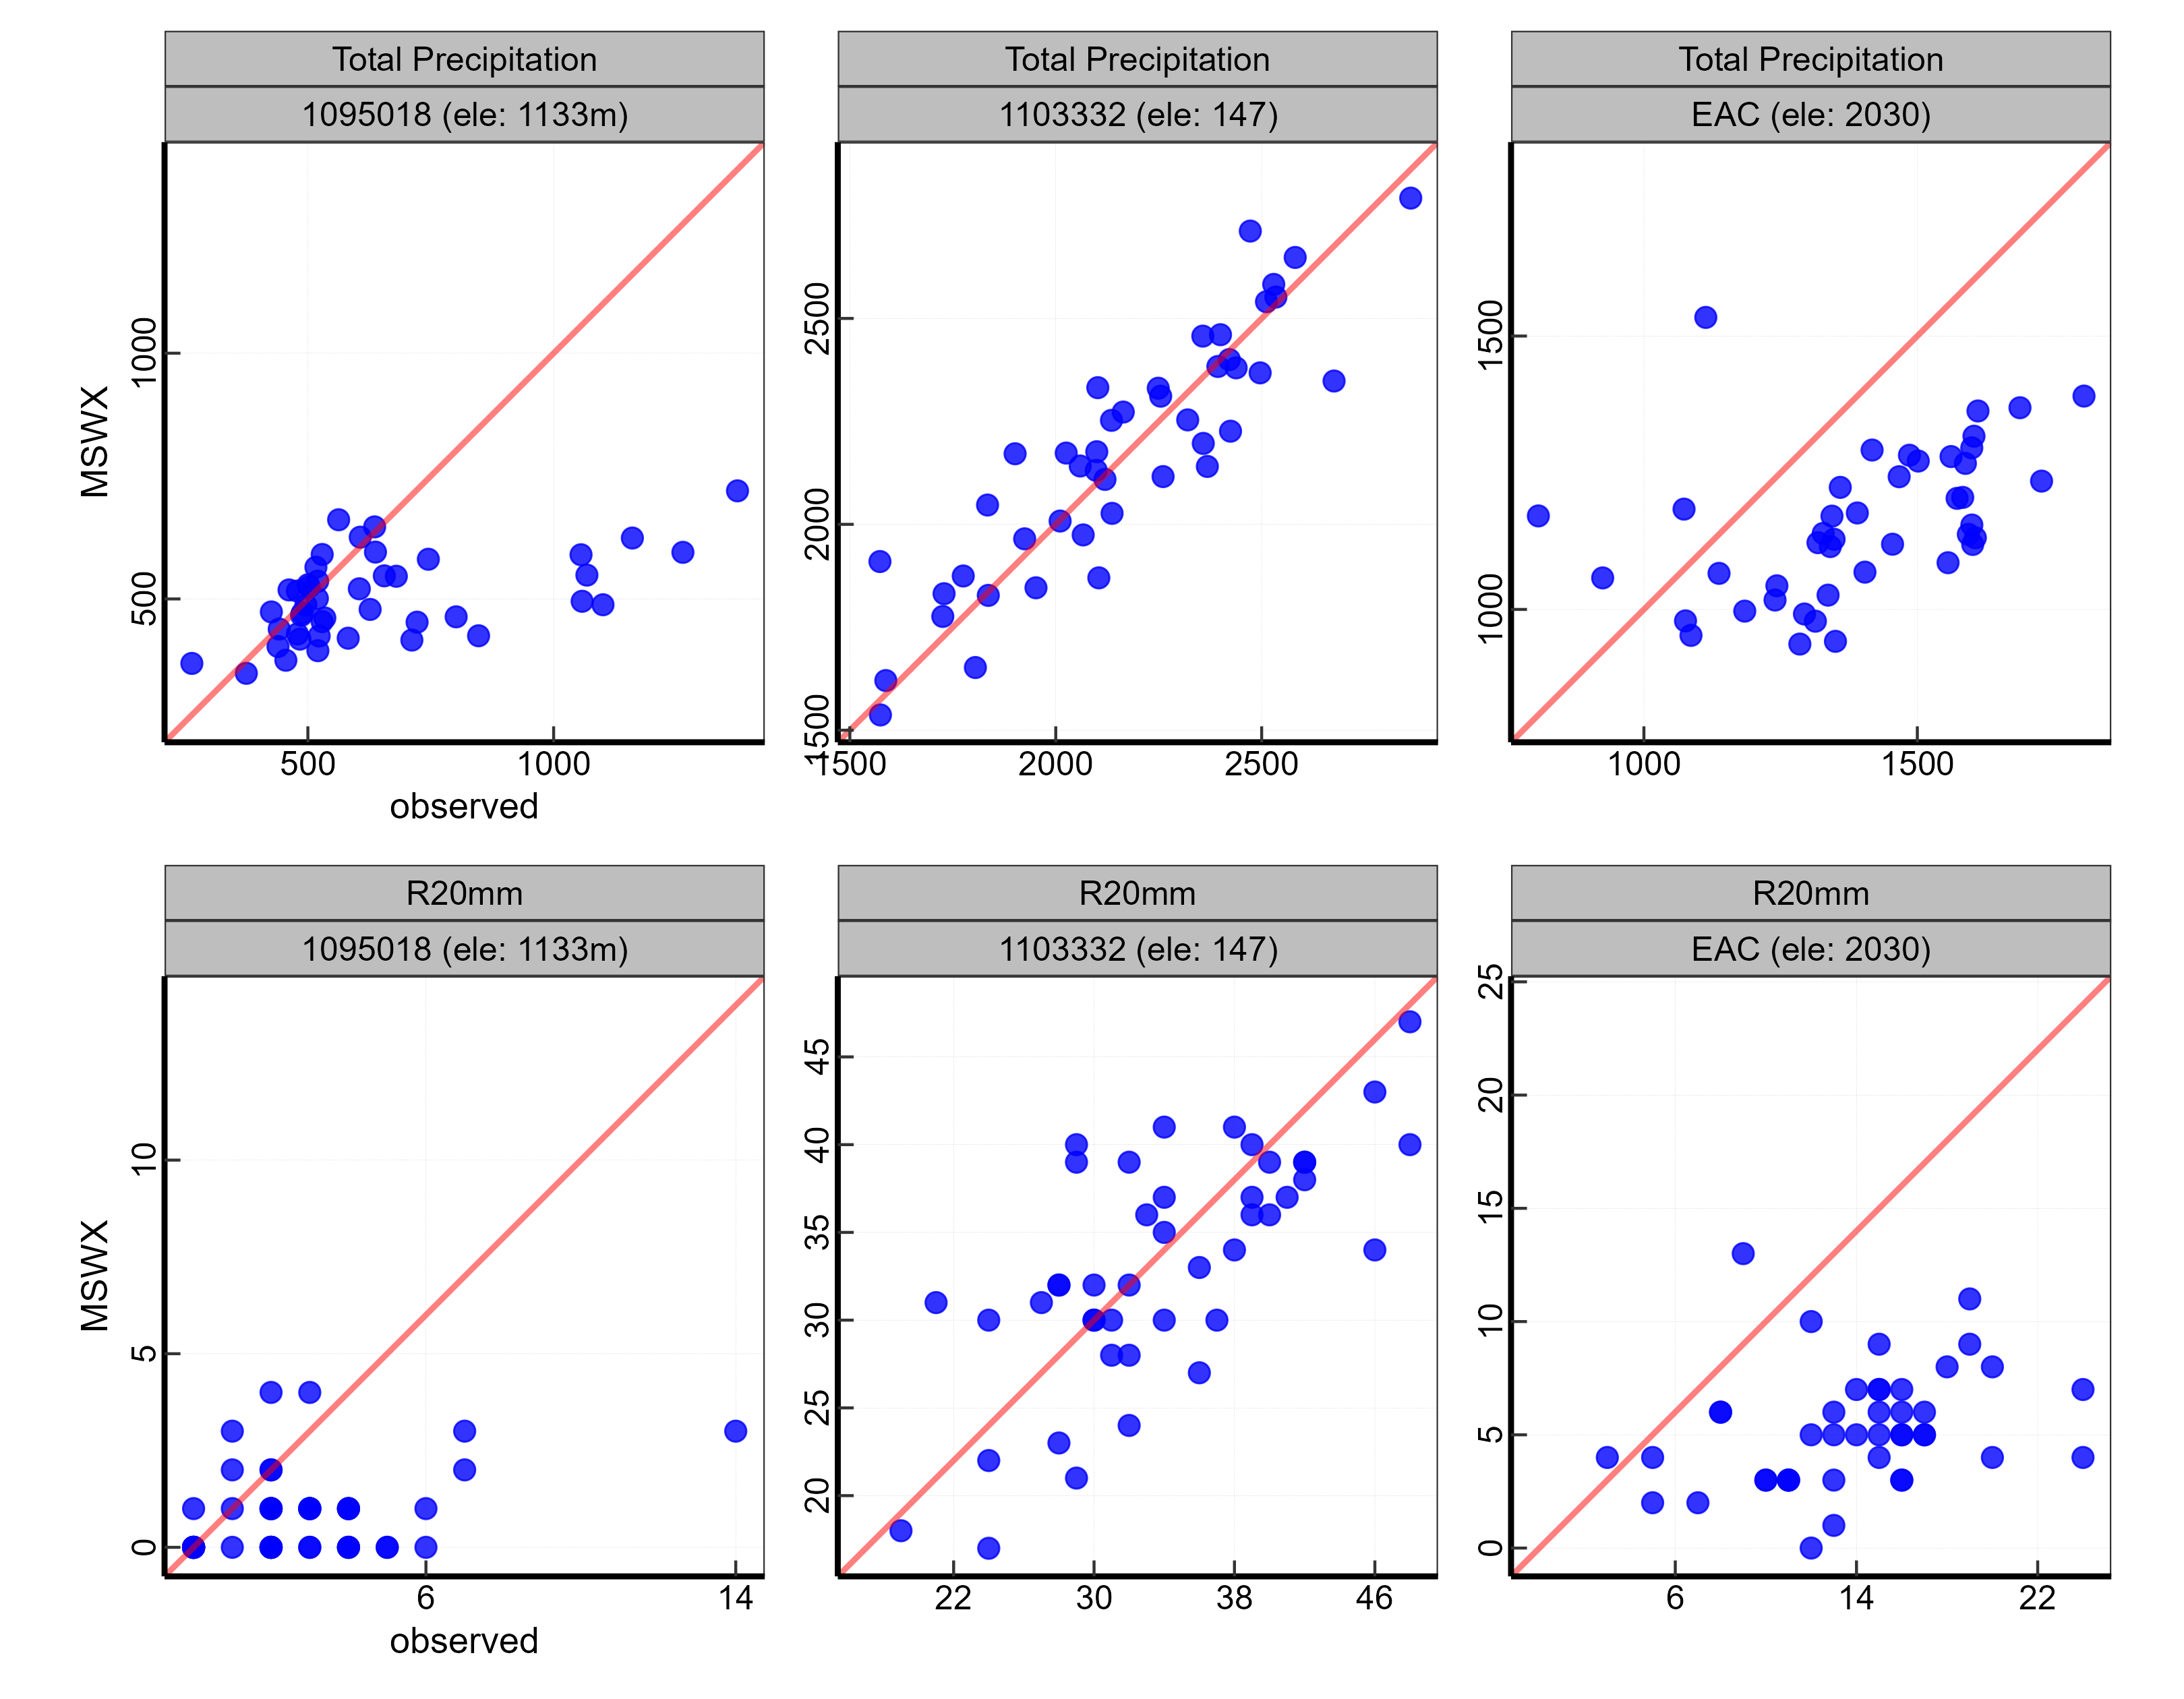 Total Precipitation
1095018 (ele: 1133m)
MSWX
1000
500
500 1000
observed
Total Precipitation
1103332 (ele: 147)
2500
2000
1500
1500 2000 2500
Total Precipitation
EAC (ele: 2030)
1500
1000
1000 1500
R20mm
1095018 (ele: 1133m)
MSWX
10
5
0
6 14
observed
R20mm
1103332 (ele: 147)
45
40
35
30
25
20
22 30 38 46
R20mm
EAC (ele: 2030)
25
20
15
10
5
0
6 14 22